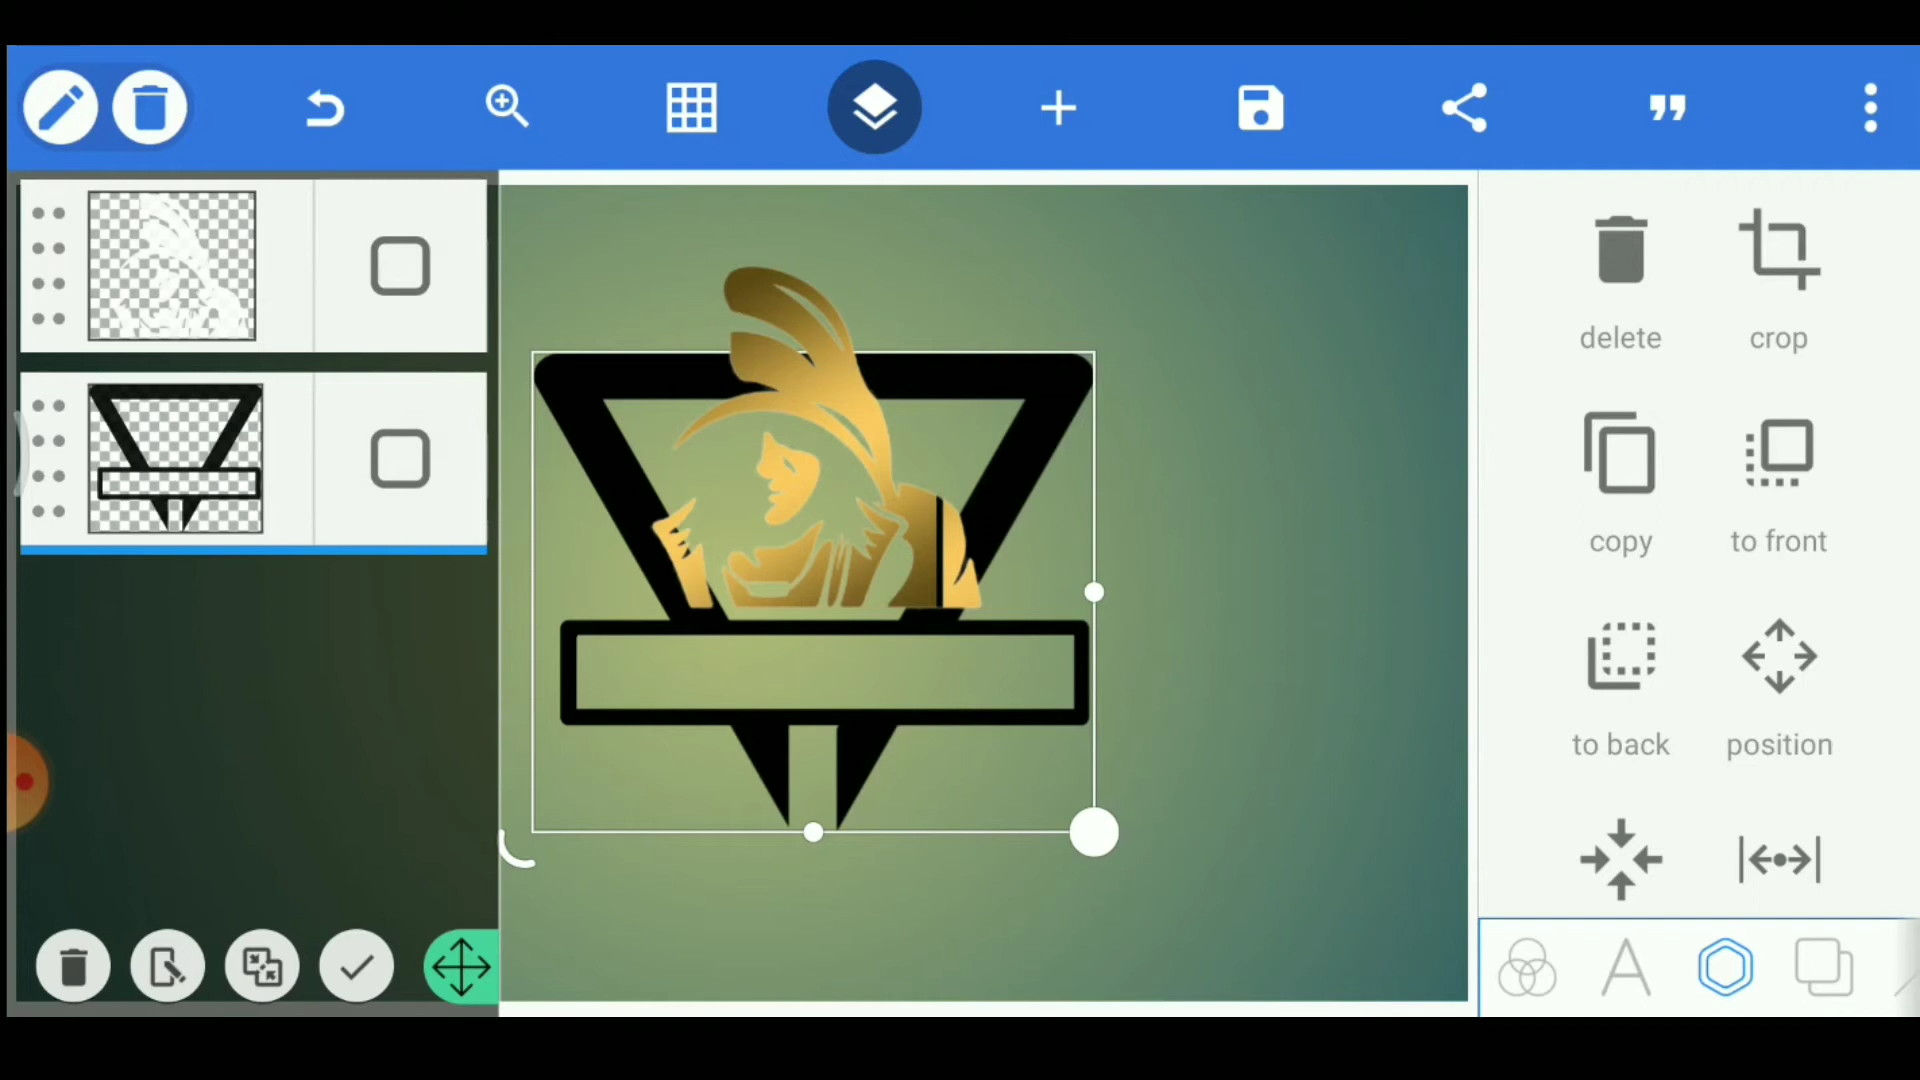 delete
crop
copy
to front
to back
position